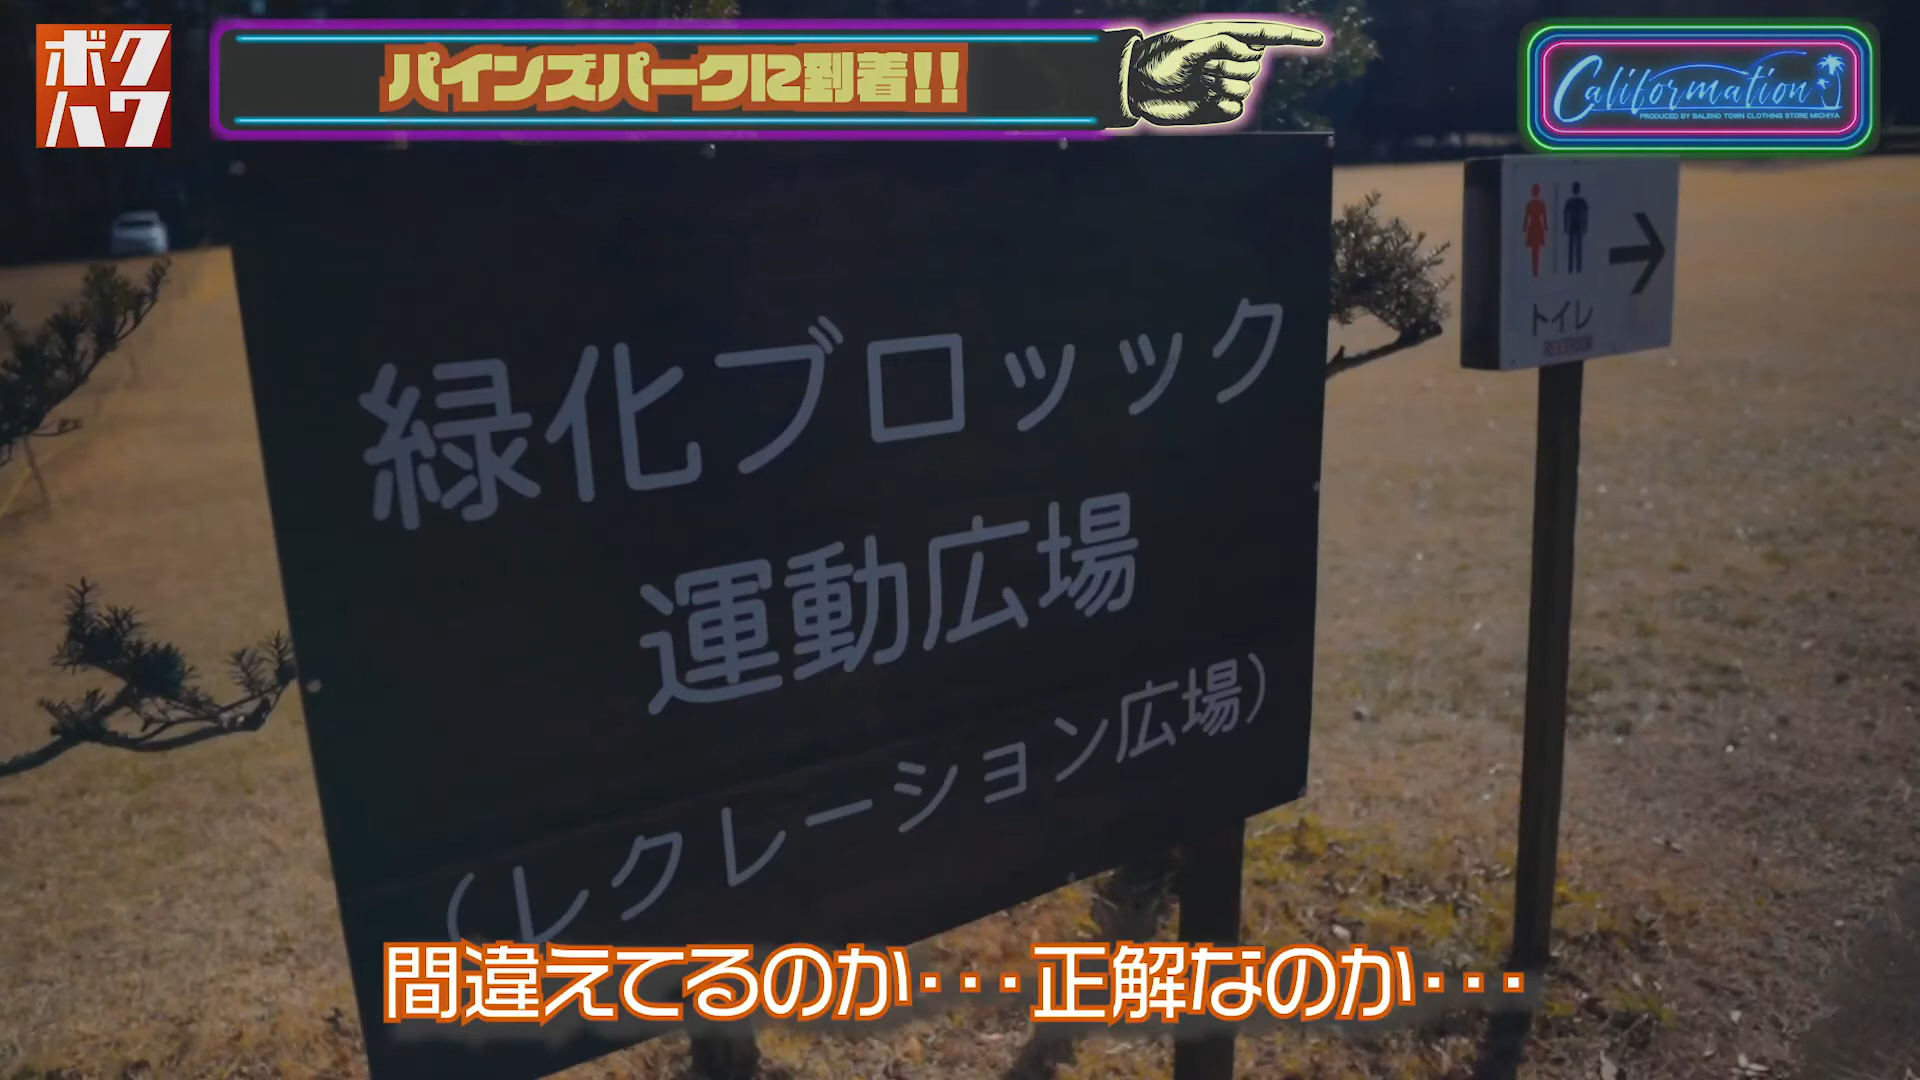 ボク
ハワ
パインズパークに到着!!
Califormation
PRODUCED BY BALENO TOWN CLOTHING STORE MICHIYA
トイレ
RESTROOM
緑化ブロッック
運動広場
(レクレーション広場)
間違えてるのか・・・正解なのか・・・